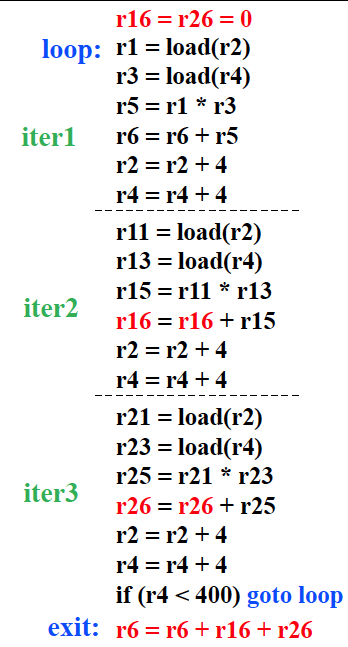 r16 = r26 = 0
loop: r1 = load(r2)
r3 = load(r4)
r5 = r1 * r3
iter1 r6 = r6 + r5
r2 = r2 + 4
r4 = r4 + 4
r11 = load(r2)
r13 = load(r4)
r15 = r11 * r13
iter2 r16 = r16 + r15
r2 = r2 + 4
r4 = r4 + 4
r21 = load(r2)
r23 = load(r4)
r25 = r21 * r23
iter3 r26 = r26 + r25
r2 = r2 + 4
r4 = r4 + 4
if (r4 < 400) goto loop
exit: r6 = r6 + r16 + r26